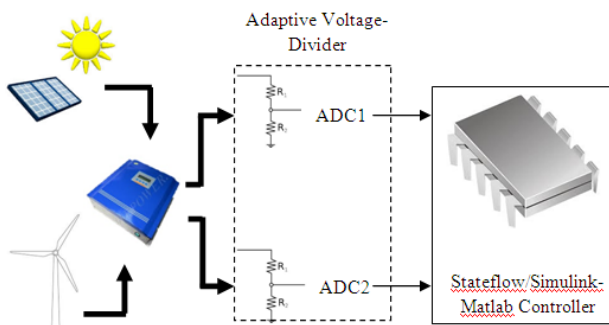 Adaptive Voltage-
Divider
R1
R2
ADC1
R1
R2
ADC2
Stateflow/Simulink-
Matlab Controller